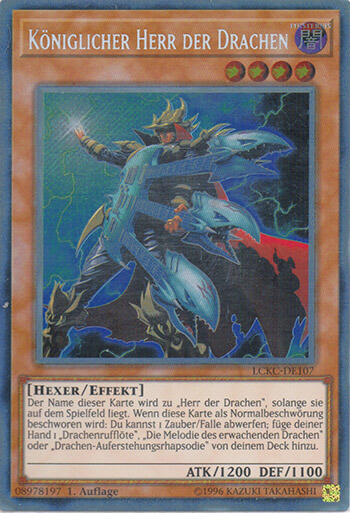 Königlicher Herr der Drachen
闇
LCKC-DE107
[Hexer/Effekt]
Der Name dieser Karte wird zu „Herr der Drachen", solange sie
auf dem Spielfeld liegt. Wenn diese Karte als Normalbeschwörung
beschworen wird: Du kannst 1 Zauber/Falle abwerfen; füge deiner
Hand 1 „Drachenrufflöte", „Die Melodie des erwachenden Drachen"
oder „Drachen-Auferstehungsrhapsodie" von deinem Deck hinzu.
ATK/1200 DEF/1100
08978197 1. Auflage ©1996 KAZUKI TAKAHASHI